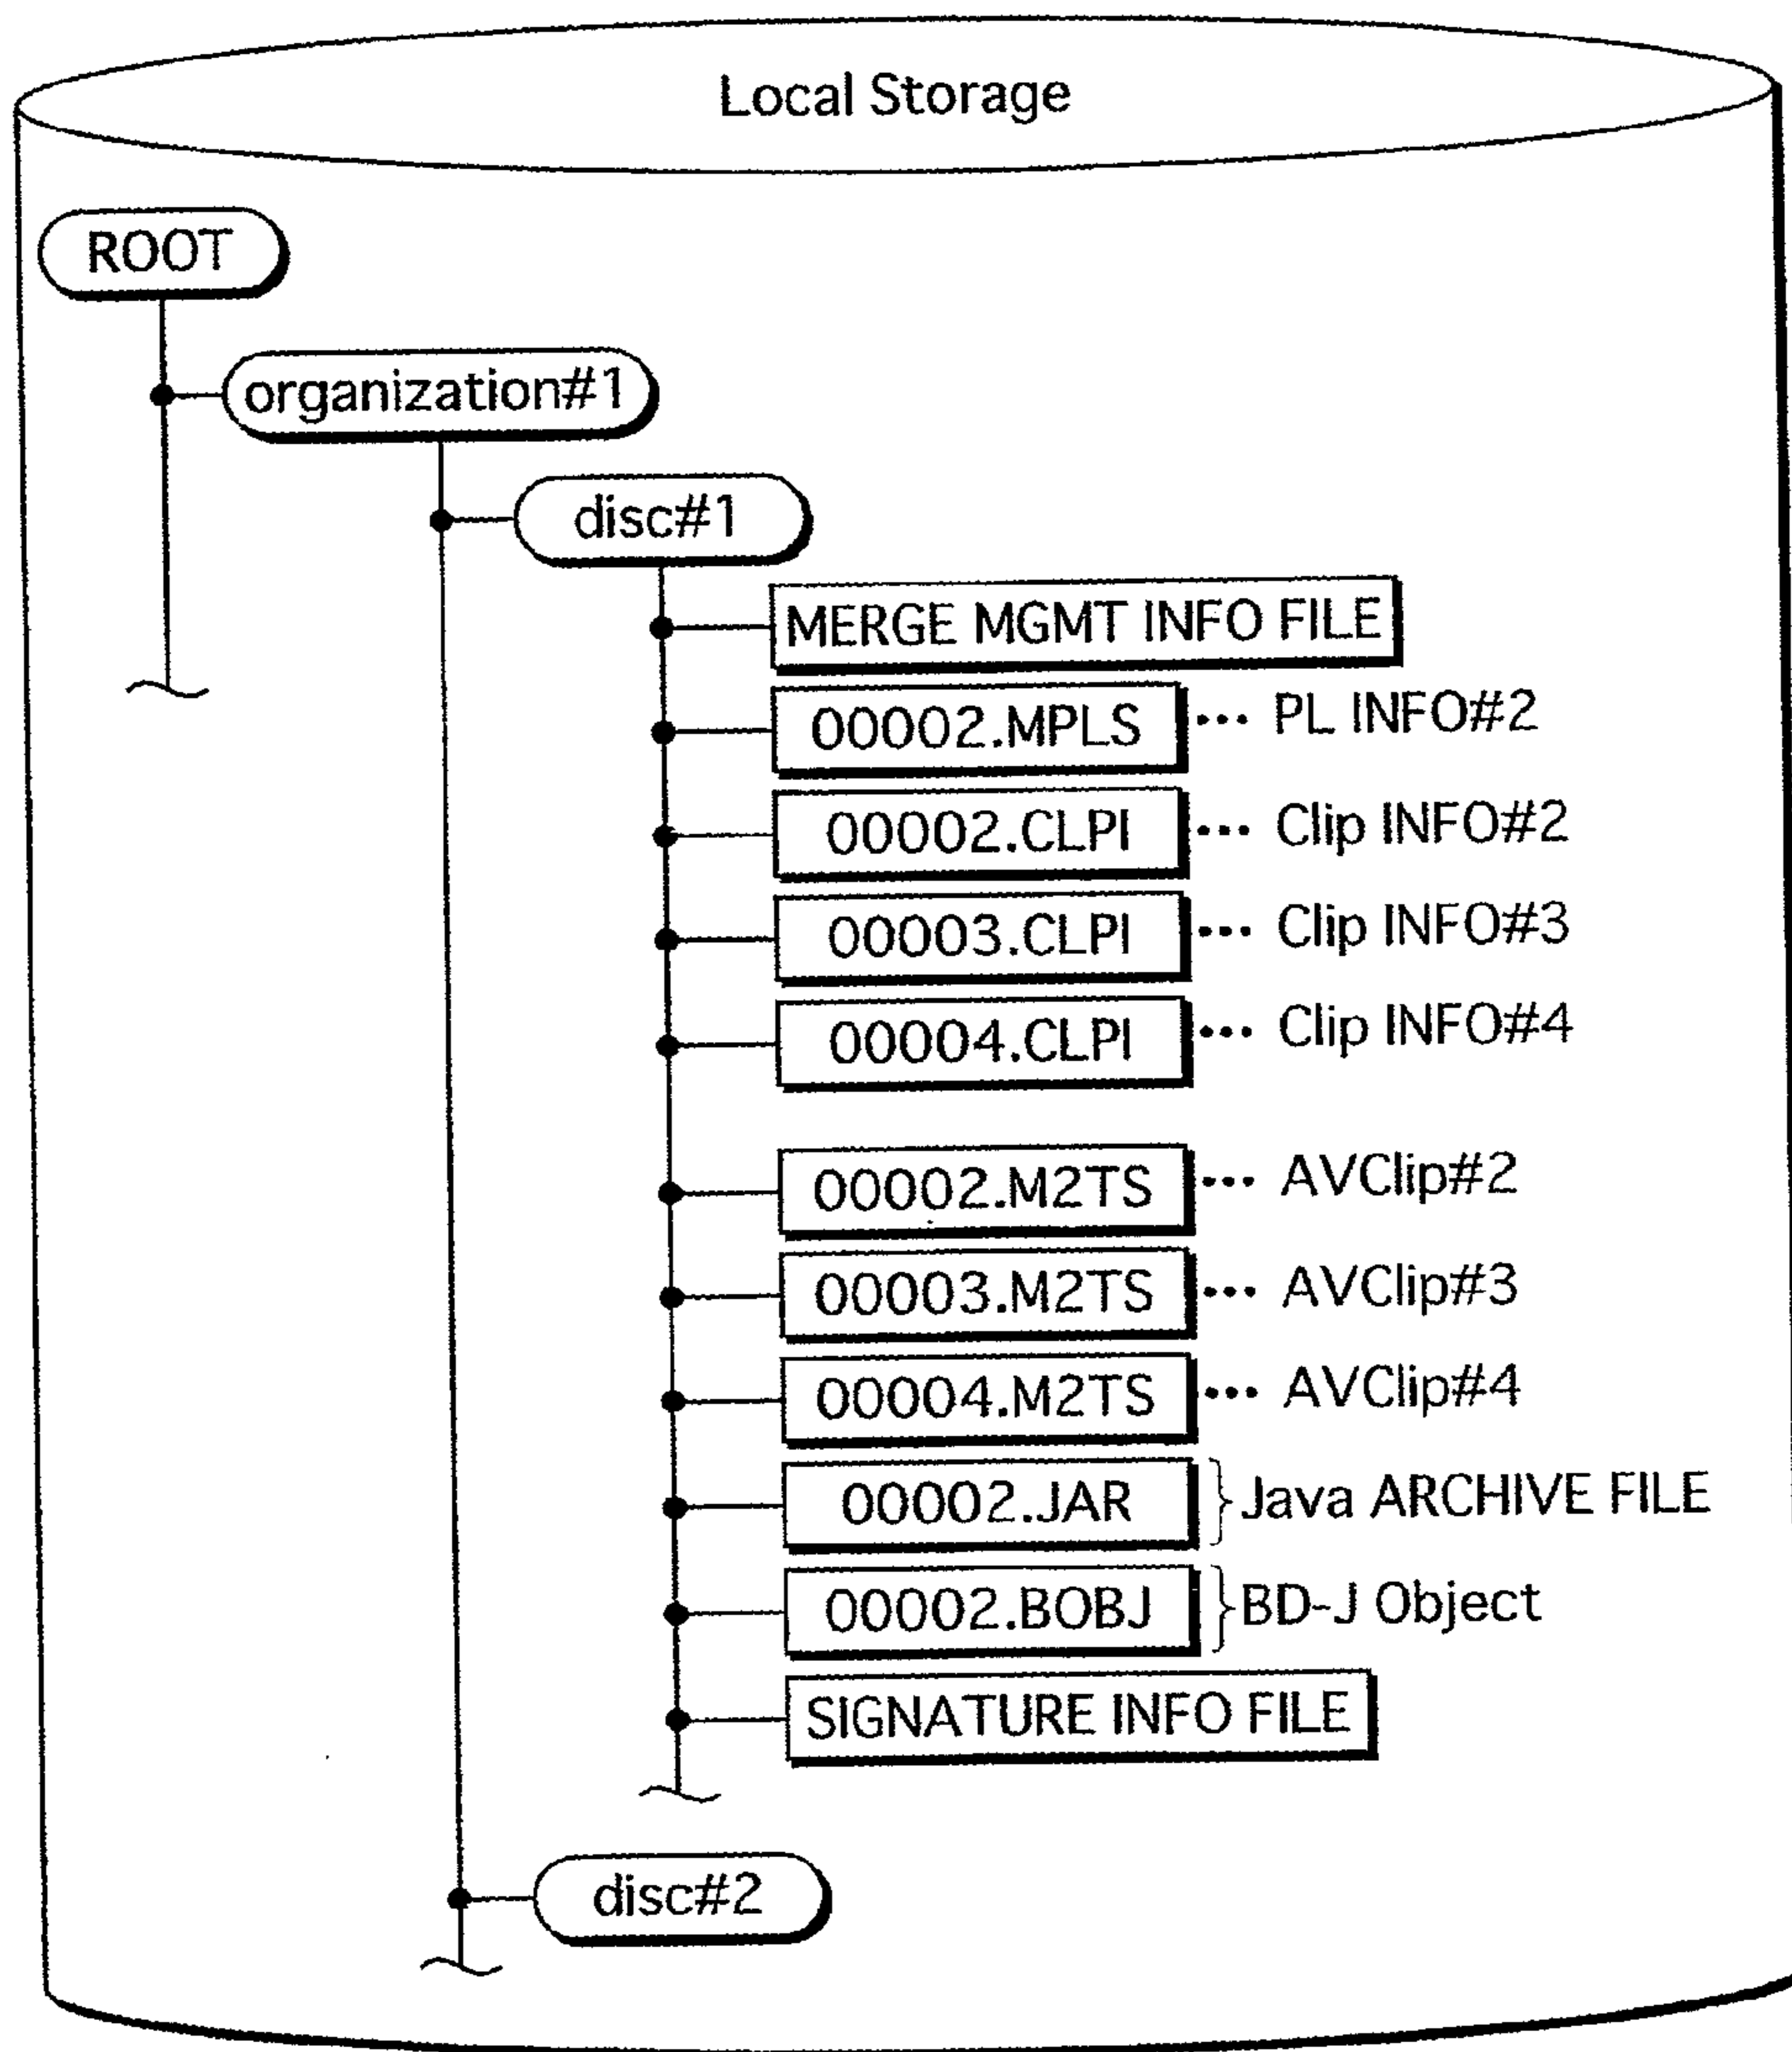 Local Storage
ROOT
organization#1
disc#1
MERGE MGMT INFO FILE
00002.MPLS ••• PL INFO#2
00002.CLPI ••• Clip INFO#2
00003.CLPI ••• Clip INFO#3
00004.CLPI ••• Clip INFO#4
00002.M2TS ••• AVClip#2
00003.M2TS ••• AVClip#3
00004.M2TS ••• AVClip#4
00002.JAR } Java ARCHIVE FILE
00002.BOBJ } BD-J Object
SIGNATURE INFO FILE
disc#2